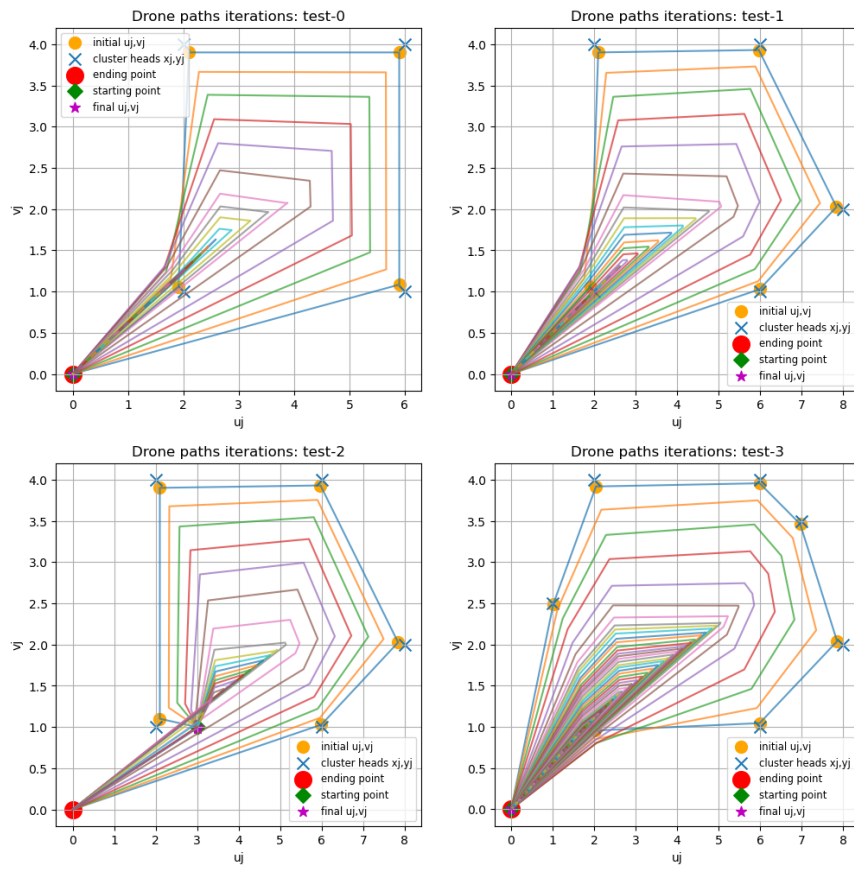 Drone paths iterations: test-0
4.0
3.5
3.0
2.5
2.0
1.5
1.0
0.5
0.0
vj
initial uj,vj
cluster heads xj,yj
ending point
starting point
final uj,vj
0 1 2 3 4 5 6
uj
Drone paths iterations: test-1
4.0
3.5
3.0
2.5
2.0
1.5
1.0
0.5
0.0
vj
initial uj,vj
cluster heads xj,yj
ending point
starting point
final uj,vj
0 1 2 3 4 5 6 7 8
uj
Drone paths iterations: test-2
4.0
3.5
3.0
2.5
2.0
1.5
1.0
0.5
0.0
vj
initial uj,vj
cluster heads xj,yj
ending point
starting point
final uj,vj
0 1 2 3 4 5 6 7 8
uj
Drone paths iterations: test-3
4.0
3.5
3.0
2.5
2.0
1.5
1.0
0.5
0.0
vj
initial uj,vj
cluster heads xj,yj
ending point
starting point
final uj,vj
0 1 2 3 4 5 6 7 8
uj